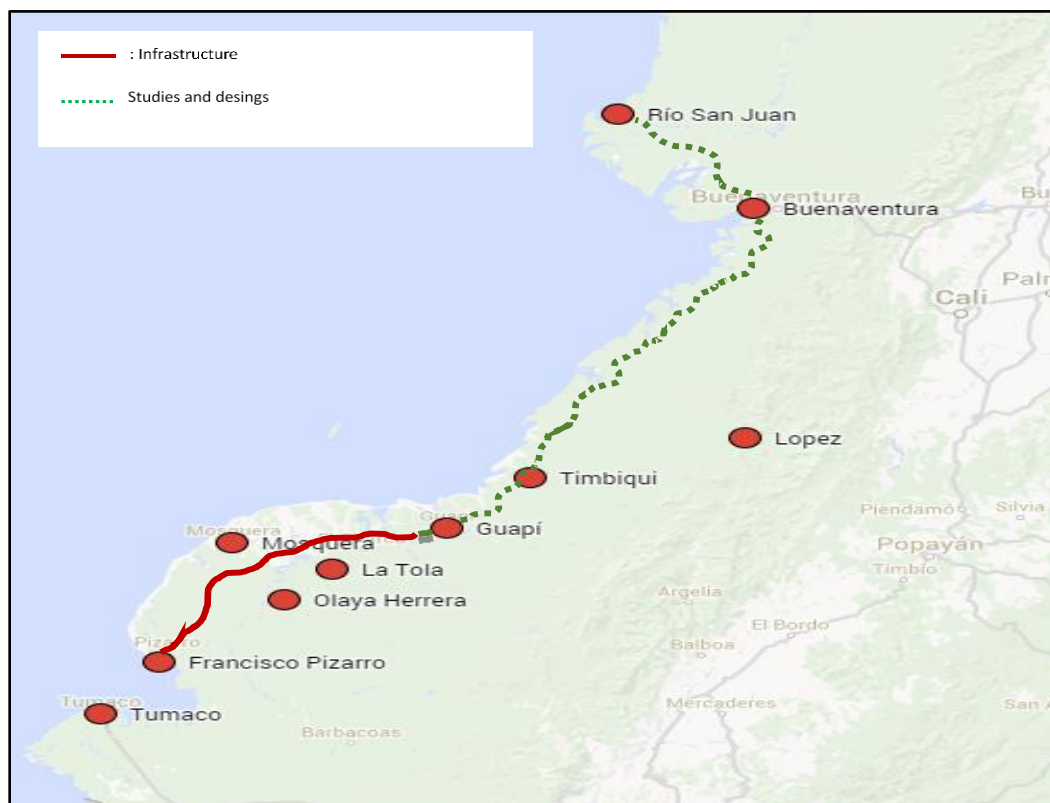 : Infrastructure
Studies and desings
Río San Juan
Buenaventura
Buenaventura
Bu
Palm
Cali
Lopez
Timbiqui
Piendamó
Silvia
Guapí
Mosquera
Mosquera
Popayán
La Tola
Timbío
Argelia
Olaya Herrera
El Bordo
Pizarro
Balboa
Francisco Pizarro
Tumaco
Tumaco
Mercaderes
San A
Barbacoas